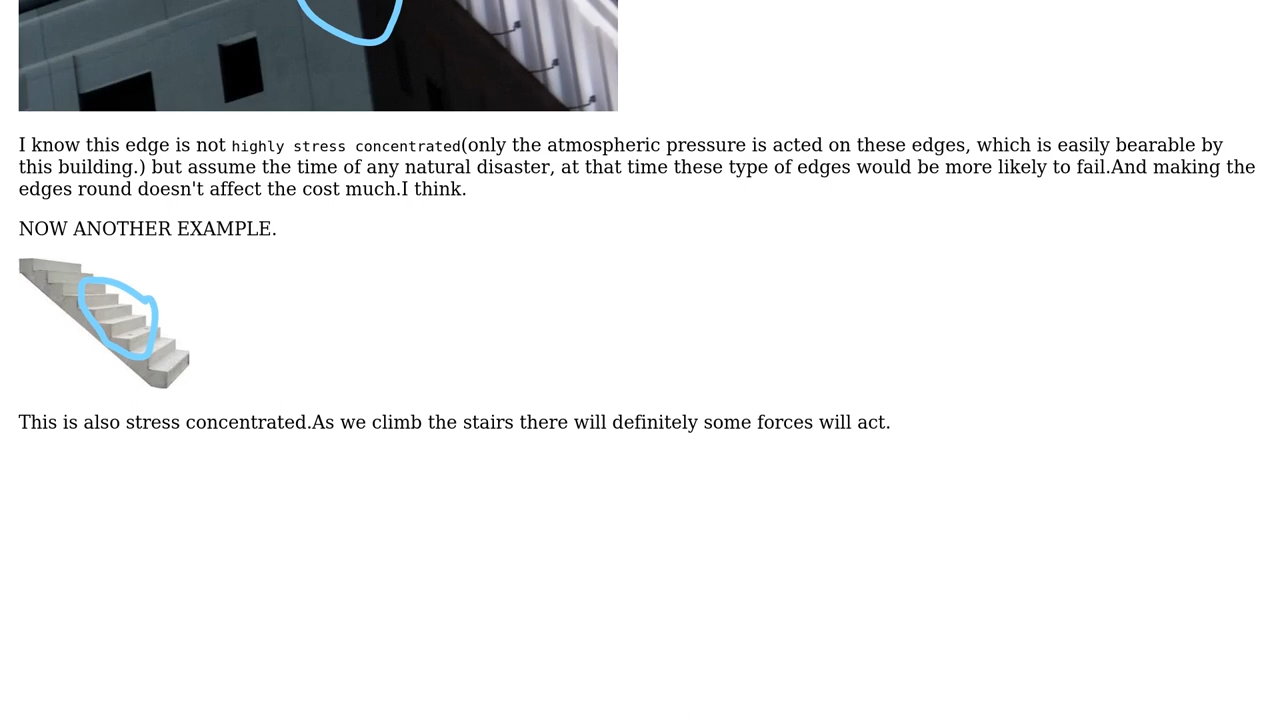 I know this edge is not highly stress concentrated(only the atmospheric pressure is acted on these edges, which is easily bearable by
this building.) but assume the time of any natural disaster, at that time these type of edges would be more likely to fail.And making the
edges round doesn't affect the cost much.I think.
NOW ANOTHER EXAMPLE.
This is also stress concentrated.As we climb the stairs there will definitely some forces will act.